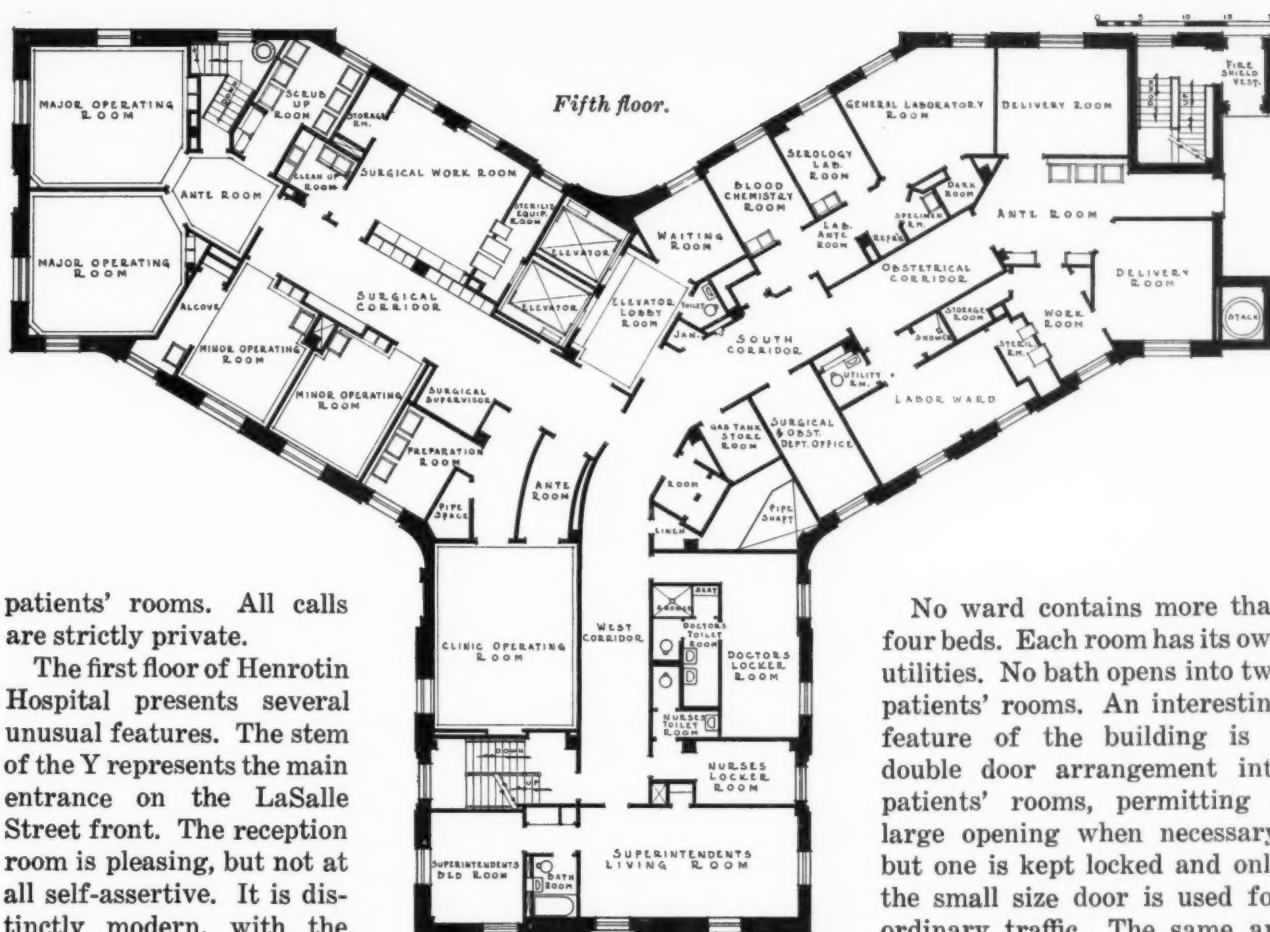 0 5 10 15
Fifth floor.
MAJOR OPERATING
ROOM
DOWN
SCRUB
UP
ROOM
STORAGE
RM.
CLEAN UP
ROOM
SURGICAL WORK ROOM
ANTE ROOM
STERILIZ.
EQUIP.
ROOM
MAJOR OPERATING
ROOM
ALCOVE
SURGICAL
CORRIDOR
ELEVATOR
ELEVATOR
ELEVATOR
LOBBY
ROOM
WAITING
ROOM
TOILET
JAN.
BLOOD
CHEMISTRY
ROOM
SEROLOGY
LAB.
ROOM
LAB.
ANTE
ROOM
GENERAL LABORATORY
ROOM
REFRG.
SPECIMEN
RM.
DARK
ROOM
DELIVERY ROOM
DOWN
UP
FIRE
SHIELD
VEST.
ANTE ROOM
DELIVERY
ROOM
STACK
OBSTETRICAL
CORRIDOR
SOUTH
CORRIDOR
WORK
ROOM
STORAGE
ROOM
SHOWER
STERIL.
RM.
UTILITY
RM.
LABOR WARD
MINOR OPERATING
ROOM
MINOR OPERATING
ROOM
SURGICAL
SUPERVISOR
PREPARATION
ROOM
PIPE
SPACE
ANTE
ROOM
GAS TANK
STORE
ROOM
SURGICAL
& OBST.
DEPT. OFFICE
ROOM
PIPE
SHAFT
LINEN
CLINIC OPERATING
ROOM
WEST
CORRIDOR
SHOWER
SEAT
DOCTORS
TOILET
ROOM
DOCTORS
LOCKER
ROOM
NURSES
TOILET
ROOM
NURSES
LOCKER
ROOM
DOWN
UP
SUPERINTENDENTS
BED ROOM
BATH
ROOM
SUPERINTENDENTS
LIVING ROOM
patients' rooms. All calls
are strictly private.
The first floor of Henrotin
Hospital presents several
unusual features. The stem
of the Y represents the main
entrance on the LaSalle
Street front. The reception
room is pleasing, but not at
all self-assertive. It is dis-
tinctly modern, with the
No ward contains more tha
four beds. Each room has its ow
utilities. No bath opens into tw
patients' rooms. An interestin
feature of the building is
double door arrangement int
patients' rooms, permitting
large opening when necessary
but one is kept locked and onl
the small size door is used fo
ordinary traffic. The same ar